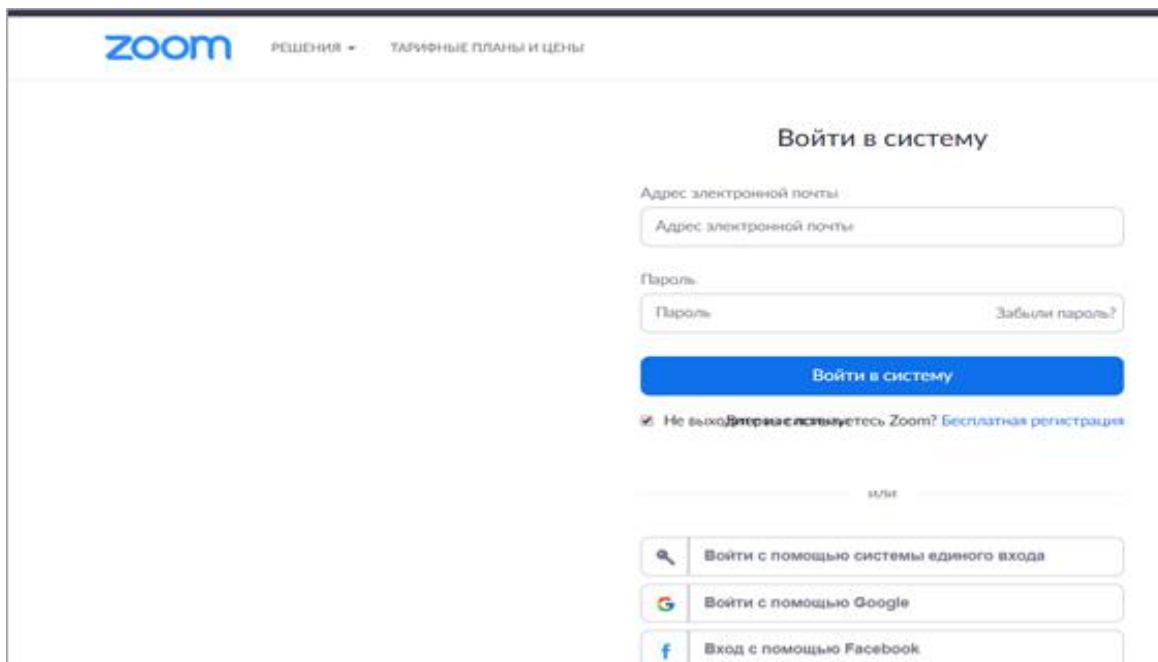 zoom РЕШЕНИЯ ТАРИФНЫЕ ПЛАНЫ И ЦЕНЫ
Войти в систему
Адрес электронной почты
Адрес электронной почты
Пароль
Пароль Забыли пароль?
Войти в систему
Не Zoom? Бесплатная регистрация
или
Войти с помощью системы единого входа
Войти с помощью Google
Вход с помощью Facebook